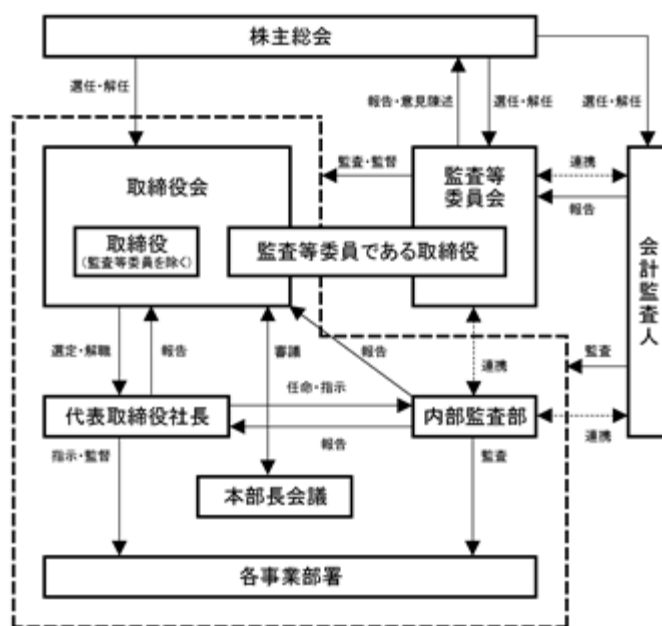 株主総会
選任・解任
報告・意見陳述
選任・解任
選任・解任
取締役会
監査・監督
監査等
委員会
連携
報告
取締役
(監査等委員を除く)
監査等委員である取締役
会計監査人
選定・解職
報告
審議
報告
連携
監査
任命・指示
代表取締役社長
内部監査部
報告
連携
指示・監督
監査
本部長会議
各事業部署